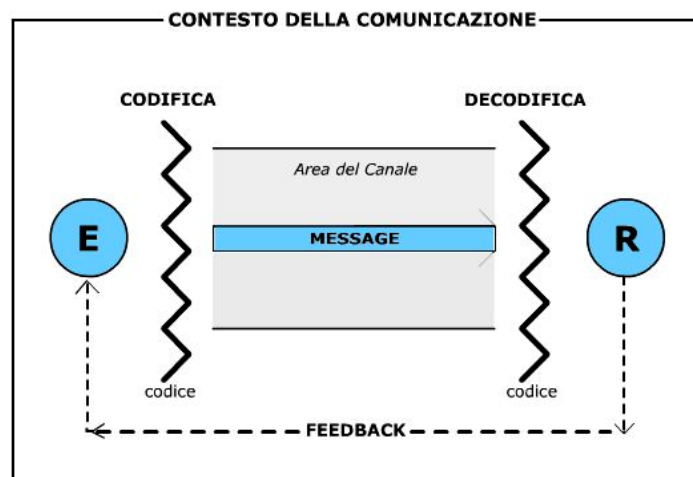 CONTESTO DELLA COMUNICAZIONE
CODIFICA
DECODIFICA
Area del Canale
E
MESSAGE
R
codice
codice
FEEDBACK